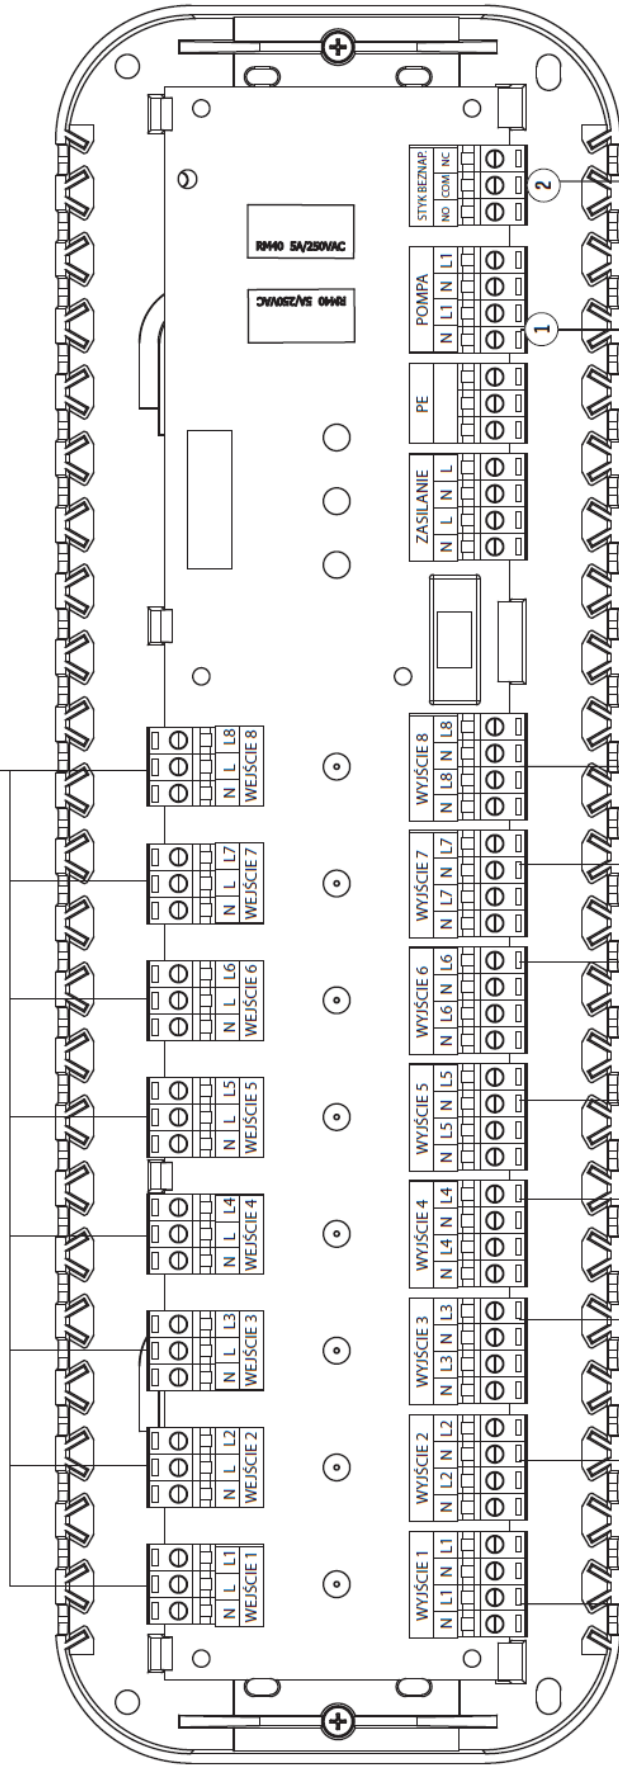 N L L1
WEJŚCIE 1
N L L2
WEJŚCIE 2
N L L3
WEJŚCIE 3
N L L4
WEJŚCIE 4
N L L5
WEJŚCIE 5
N L L6
WEJŚCIE 6
N L L7
WEJŚCIE 7
N L L8
WEJŚCIE 8
RM40 5A/250VAC
RM40 5A/250VAC
WYJŚCIE 1
N L1 N L1
WYJŚCIE 2
N L2 N L2
WYJŚCIE 3
N L3 N L3
WYJŚCIE 4
N L4 N L4
WYJŚCIE 5
N L5 N L5
WYJŚCIE 6
N L6 N L6
WYJŚCIE 7
N L7 N L7
WYJŚCIE 8
N L8 N L8
ZASILANIE
N L N L
PE
POMPA
N L1 N L1
STYK BEZNAP.
NO COM NC
1
2